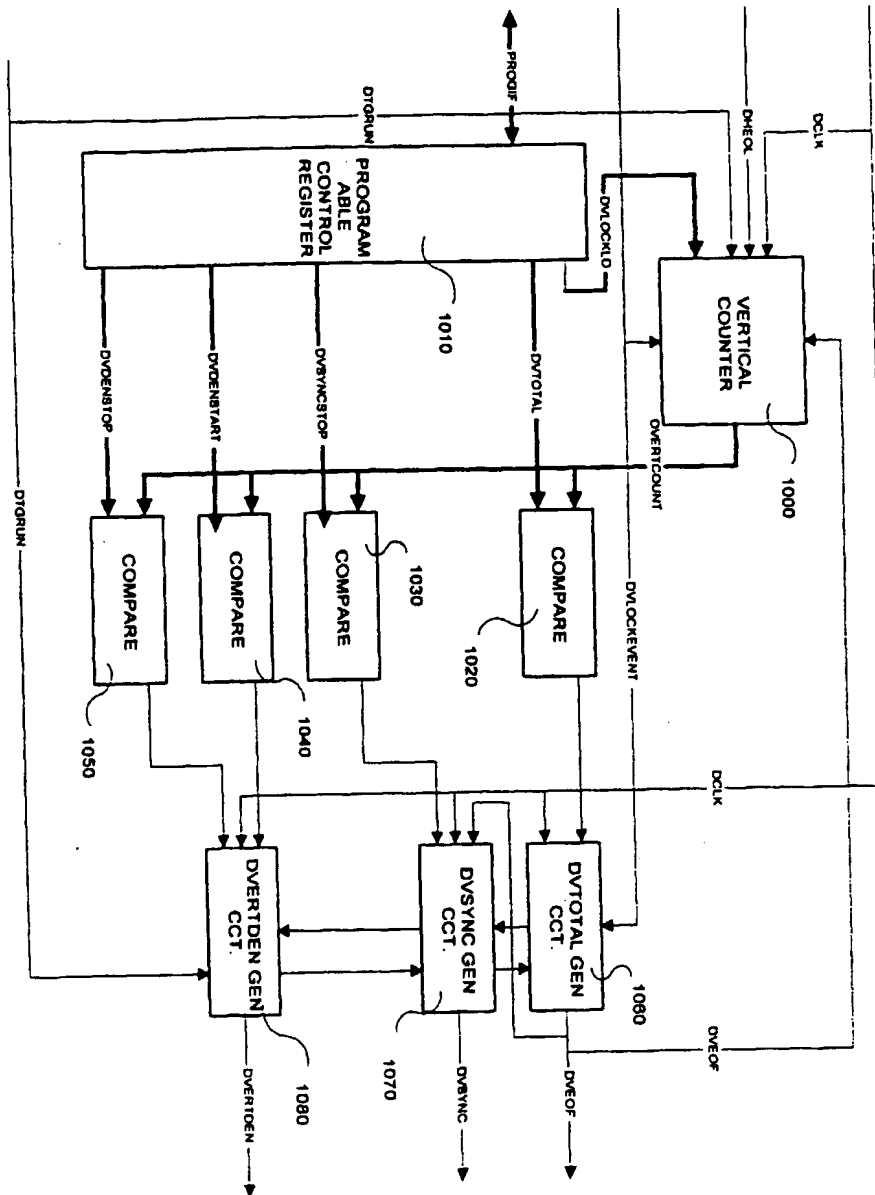 DCLK
DHEOL
DTGRUN
PROGIF
PROGRAM
ABLE
CONTROL
REGISTER
1010
DVLOCKLD
VERTICAL
COUNTER
1000
DVTOTAL
DVSYNCSTOP
DVDENSTART
DVDENSTOP
DVERTCOUNT
DTGRUN
DVLOCKEVENT
COMPARE
1020
COMPARE
1030
COMPARE
1040
COMPARE
1050
DCLK
DVTOTAL GEN
CCT.
1060
DVSYNC GEN
CCT.
1070
DVERTDEN GEN
CCT.
1080
DVEOF
DVEOF
DVSYNC
DVERTDEN